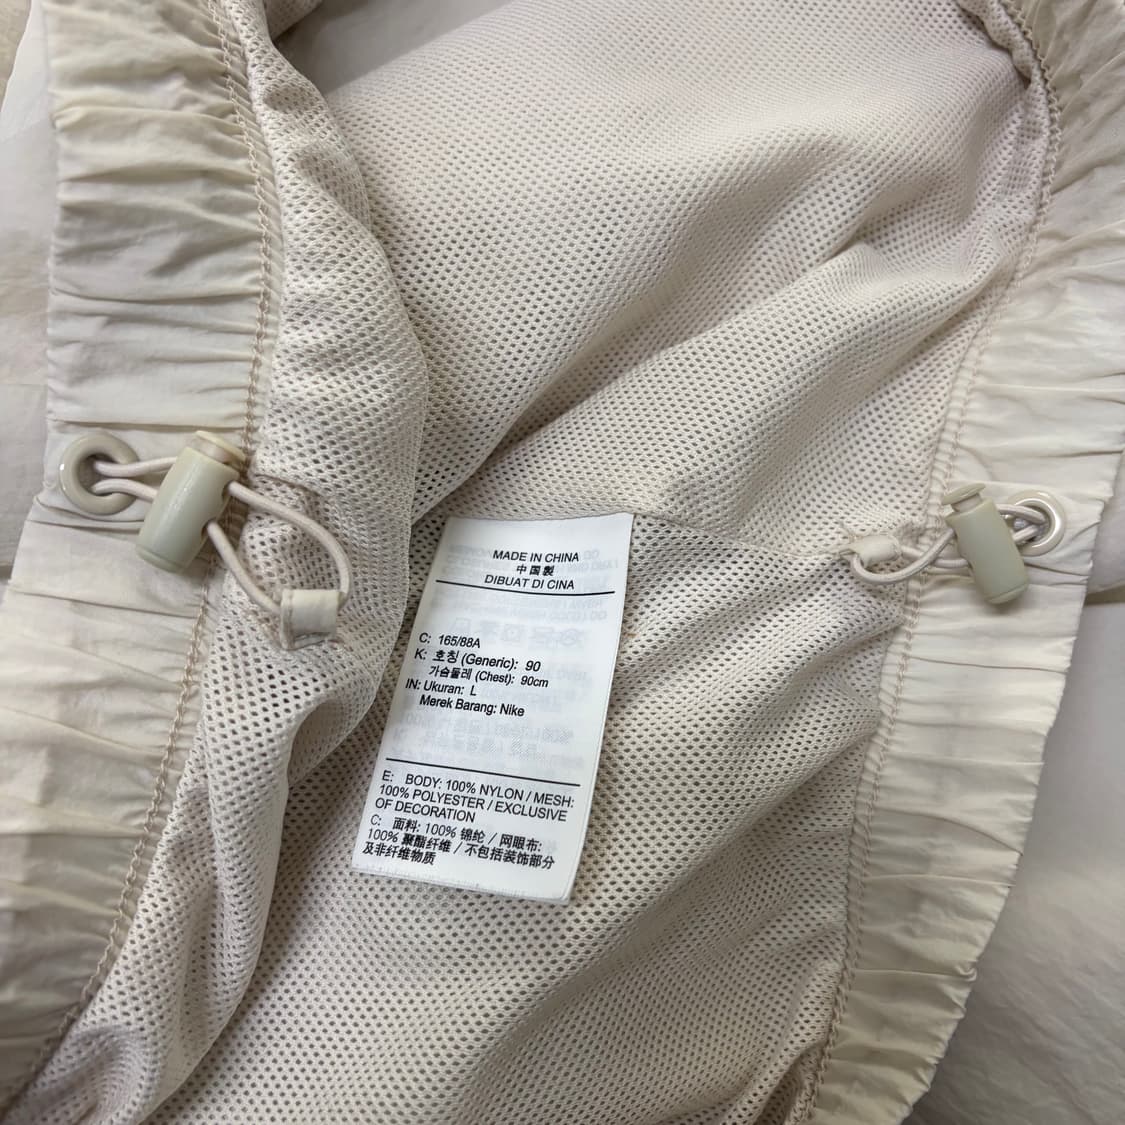 MADE IN CHINA
中国製
DIBUAT DI CINA
C: 165/88A
K: 호칭 (Generic): 90
가슴둘레 (Chest): 90cm
IN: Ukuran: L
Merek Barang: Nike
E: BODY: 100% NYLON / MESH:
100% POLYESTER / EXCLUSIVE
OF DECORATION
C: 面料: 100% 锦纶 / 网眼布:
100% 聚酯纤维 / 不包括装饰部分
及非纤维物质